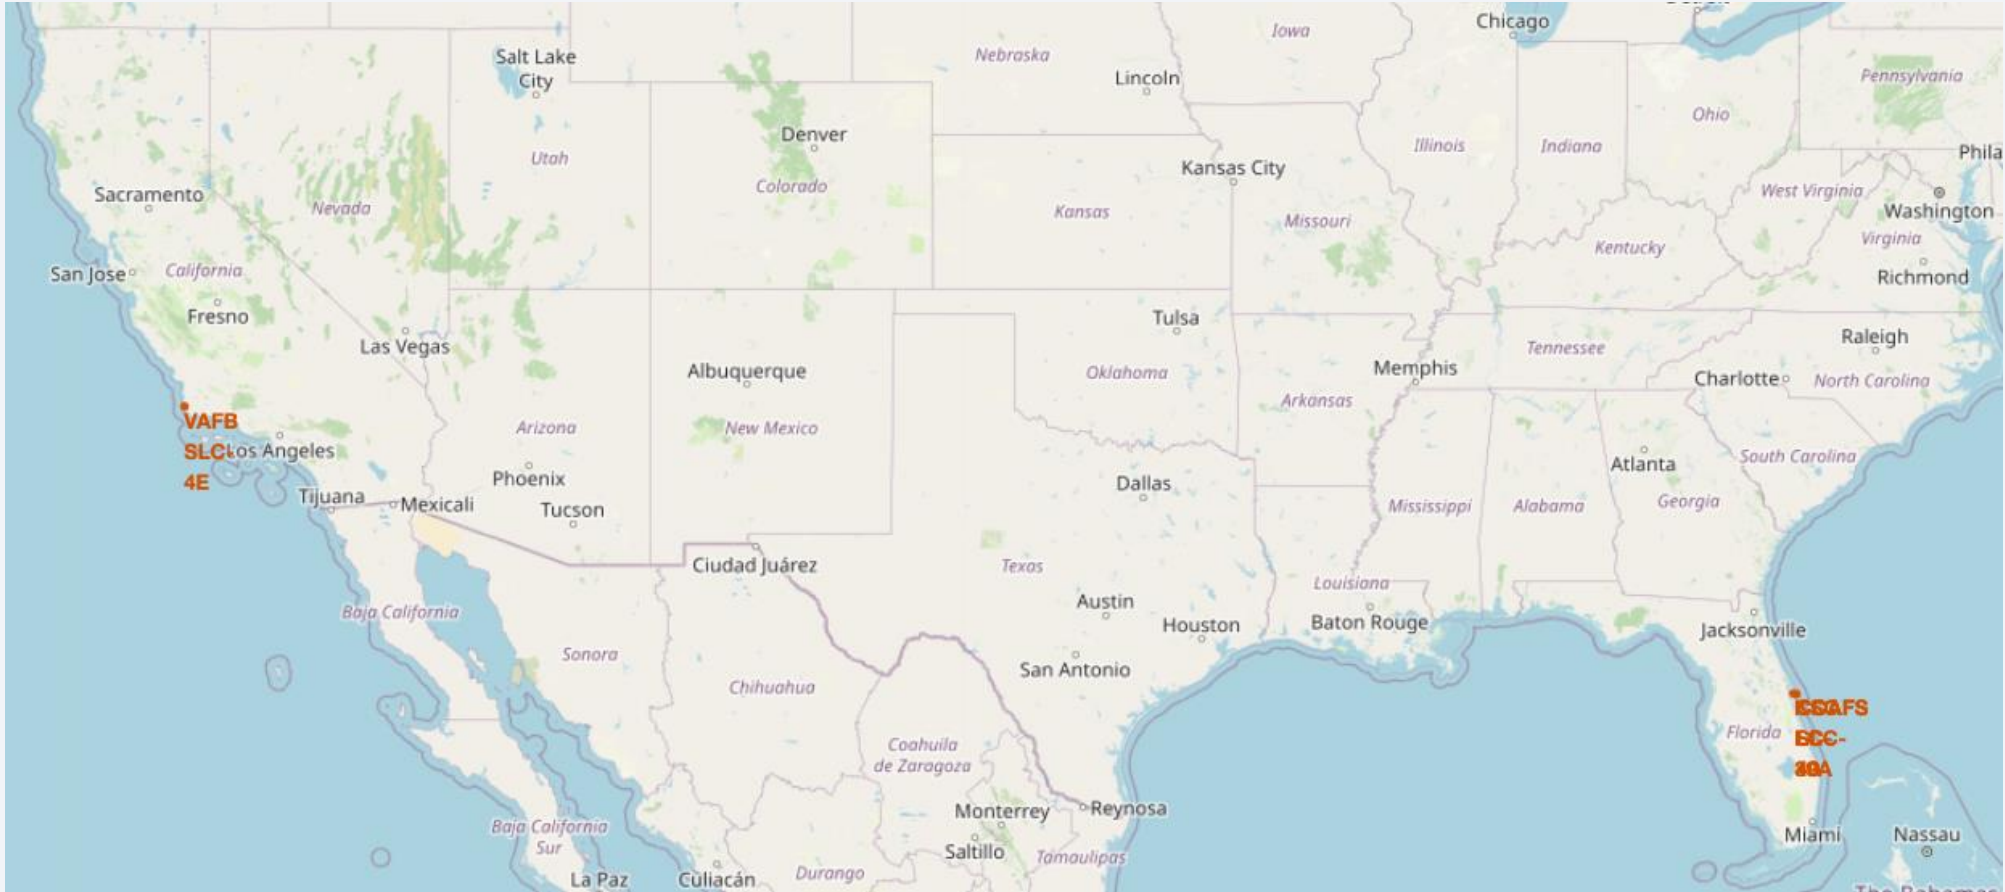 Detroit
Chicago
Iowa
Nebraska
Salt Lake
City
Lincoln
Pennsylvania
Ohio
Denver
Utah
Illinois
Indiana
Phila
Kansas City
Colorado
Sacramento
Nevada
Kansas
Missouri
West Virginia
Washington
Virginia
Kentucky
San Jose
California
Richmond
Fresno
Tulsa
Las Vegas
Raleigh
Tennessee
Albuquerque
Oklahoma
Memphis
Charlotte
North Carolina
Arkansas
VAFB
SLC-
4E
Los Angeles
Arizona
New Mexico
South Carolina
Atlanta
Phoenix
Dallas
Tijuana
Mexicali
Tucson
Mississippi
Alabama
Georgia
Ciudad Juárez
Texas
Louisiana
Baja California
Austin
Houston
Baton Rouge
Jacksonville
Sonora
San Antonio
Chihuahua
Florida
Coahuila
de Zaragoza
Monterrey
Reynosa
Baja California
Sur
Miami
Nassau
Saltillo
Tamaulipas
La Paz
Culiacán
Durango
The Bahamas